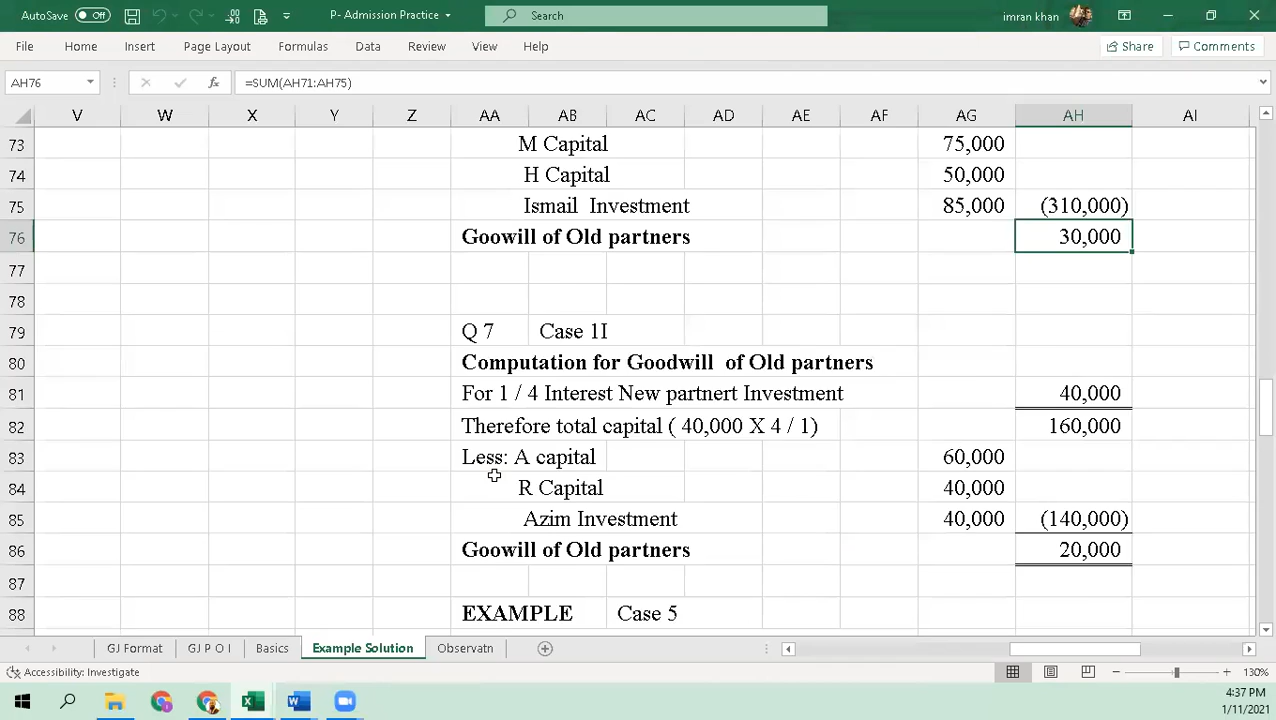 AutoSave Off P- Admission Practice Search imran khan
File Home Insert Page Layout Formulas Data Review View Help Share Comments
AH76 fx =SUM(AH71:AH75)
V W X Y Z AA AB AC AD AE AF AG AH AI
73 M Capital 75,000
74 H Capital 50,000
75 Ismail Investment 85,000 (310,000)
76 Goowill of Old partners 30,000
77
78
79 Q 7 Case 1I
80 Computation for Goodwill of Old partners
81 For 1 / 4 Interest New partnert Investment 40,000
82 Therefore total capital ( 40,000 X 4 / 1) 160,000
83 Less: A capital 60,000
84 R Capital 40,000
85 Azim Investment 40,000 (140,000)
86 Goowill of Old partners 20,000
87
88 EXAMPLE Case 5
GJ Format GJ P O I Basics Example Solution Observatn
Accessibility: Investigate 130%
4:37 PM
1/11/2021